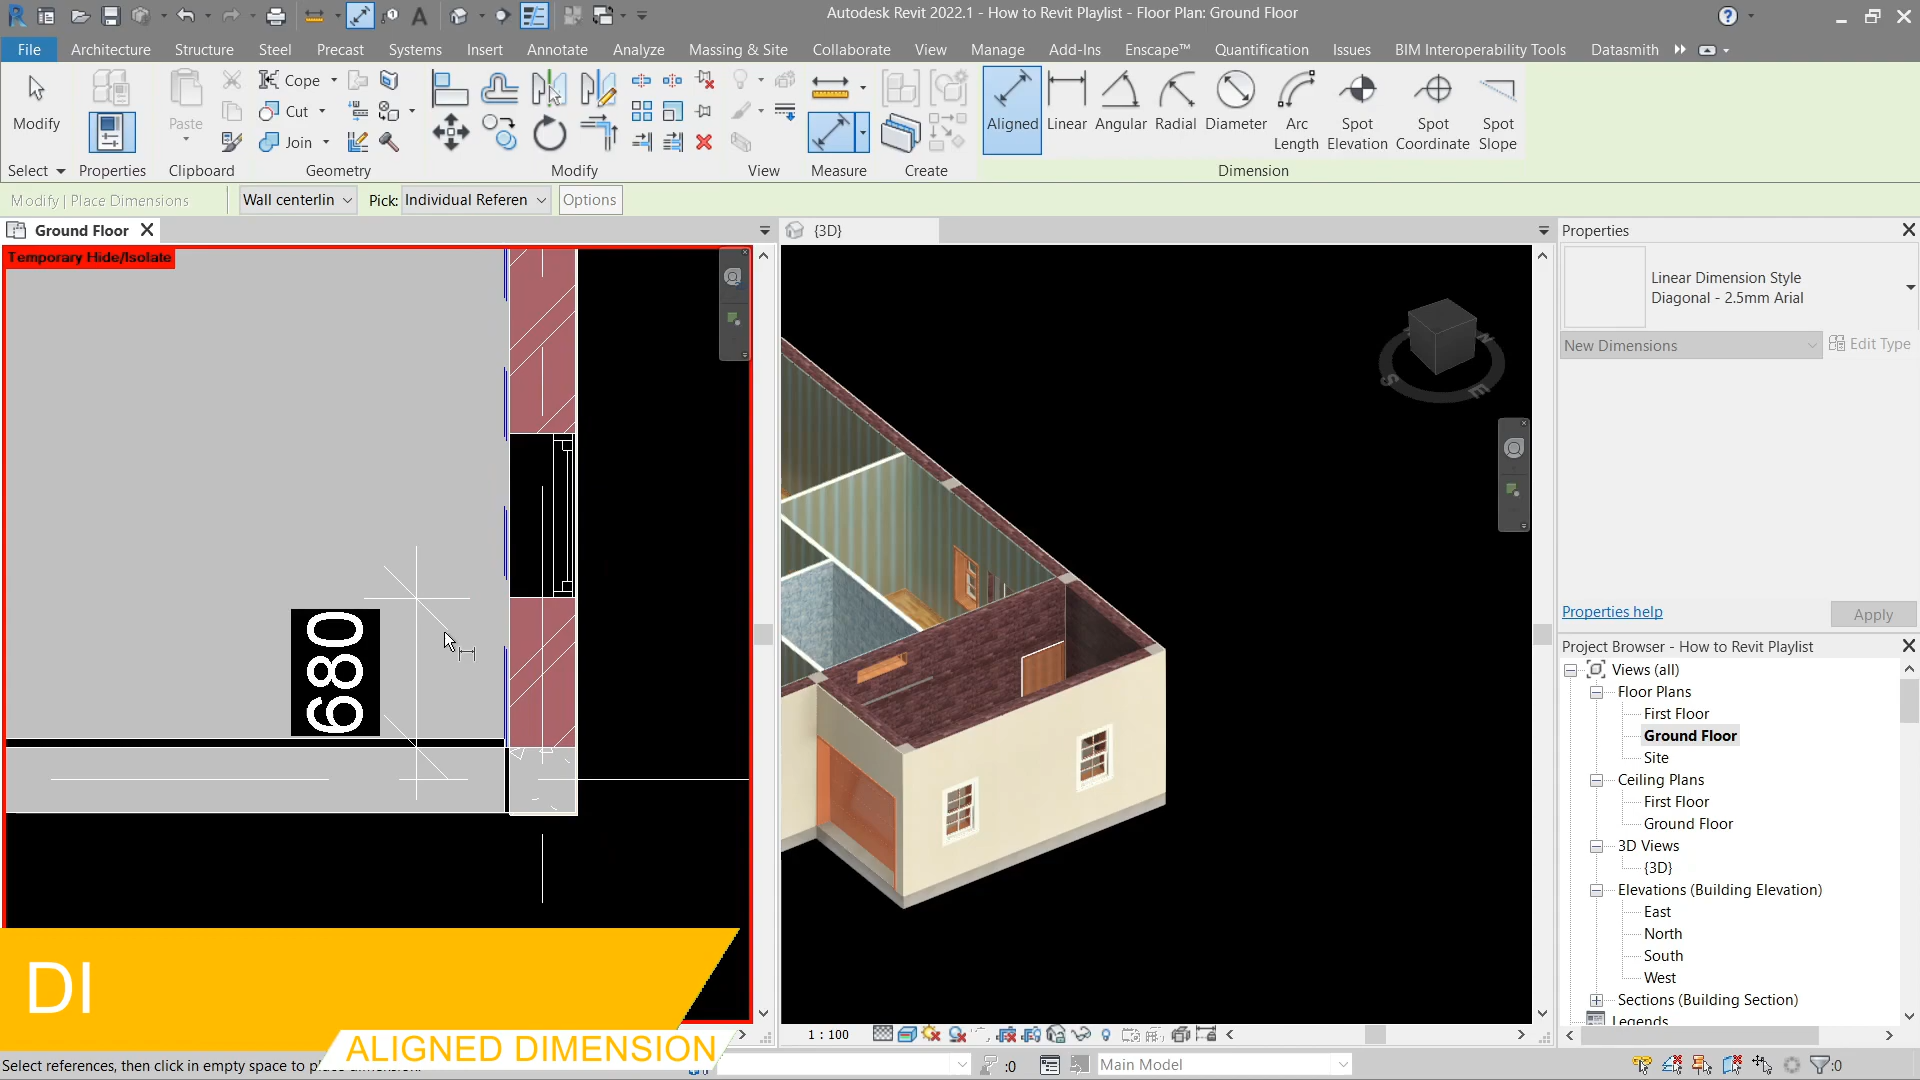 Autodesk Revit 2022.1 - How to Revit Playlist - Floor Plan: Ground Floor
File Architecture Structure Steel Precast Systems Insert Annotate Analyze Massing & Site Collaborate View Manage Add-Ins Enscape™ Quantification Issues BIM Interoperability Tools Datasmith
Modify Paste Cope Cut Join
Aligned Linear Angular Radial Diameter Arc Length Spot Elevation Spot Coordinate Spot Slope
Select Properties Clipboard Geometry Modify View Measure Create Dimension
Modify | Place Dimensions Wall centerlin Pick: Individual Referen Options
Ground Floor
{3D}
Properties
Temporary Hide/Isolate
Linear Dimension Style
Diagonal - 2.5mm Arial
New Dimensions Edit Type
S
E
680
Properties help Apply
Project Browser - How to Revit Playlist
Views (all)
Floor Plans
First Floor
Ground Floor
Site
Ceiling Plans
First Floor
Ground Floor
3D Views
{3D}
Elevations (Building Elevation)
East
North
South
West
Sections (Building Section)
Legends
DI
ALIGNED DIMENSION
1 : 100
Select references, then click in empty space to place dimension.
:0
Main Model
:0